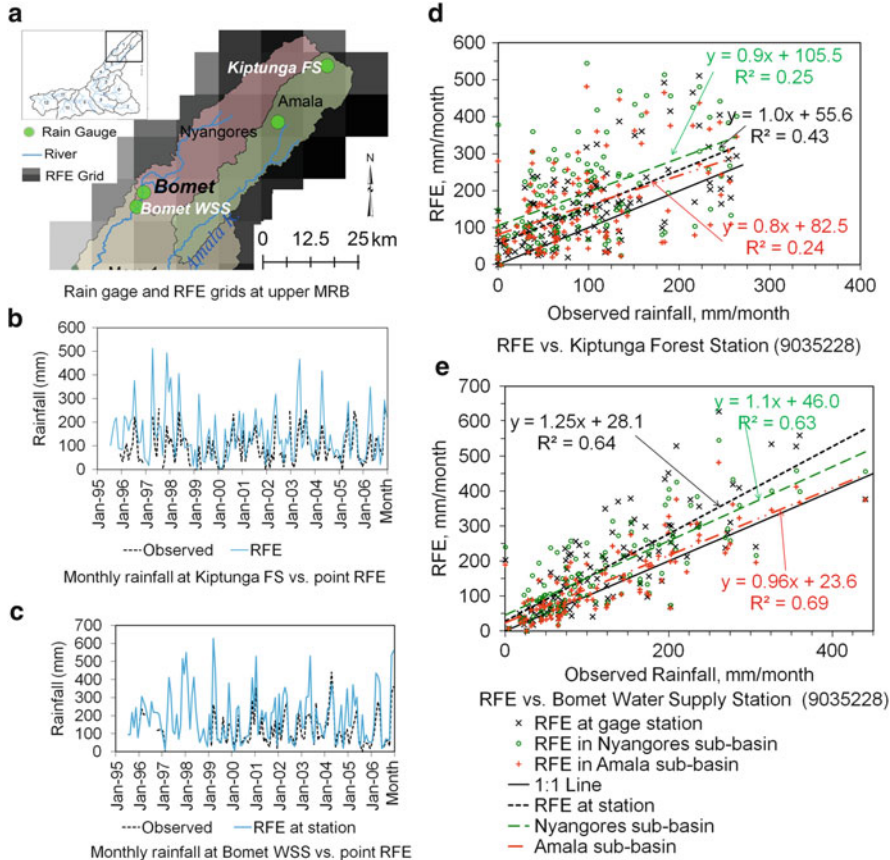 a
Kiptunga FS
Amala
Nyangores
Bomet
Bomet WSS
Rain Gauge
River
RFE Grid
N
0 12.5 25 km
Rain gage and RFE grids at upper MRB
b
Rainfall (mm)
600
500
400
300
200
100
0
Jan-95
Jan-96
Jan-97
Jan-98
Jan-99
Jan-00
Jan-01
Jan-02
Jan-03
Jan-04
Jan-05
Jan-06
Month
Observed RFE
Monthly rainfall at Kiptunga FS vs. point RFE
c
Rainfall (mm)
700
600
500
400
300
200
100
0
Jan-95
Jan-96
Jan-97
Jan-98
Jan-99
Jan-00
Jan-01
Jan-02
Jan-03
Jan-04
Jan-05
Jan-06
Month
Observed RFE at station
Monthly rainfall at Bomet WSS vs. point RFE
d
RFE, mm/month
600
500
400
300
200
100
0
0 100 200 300 400
y = 0.9x + 105.5
R² = 0.25
y = 1.0x + 55.6
R² = 0.43
y = 0.8x + 82.5
R² = 0.24
Observed rainfall, mm/month
RFE vs. Kiptunga Forest Station (9035228)
e
RFE, mm/month
700
600
500
400
300
200
100
0
0 200 400
y = 1.25x + 28.1
R² = 0.64
y = 1.1x + 46.0
R² = 0.63
y = 0.96x + 23.6
R² = 0.69
Observed Rainfall, mm/month
RFE vs. Bomet Water Supply Station (9035228)
RFE at gage station
RFE in Nyangores sub-basin
RFE in Amala sub-basin
1:1 Line
RFE at station
Nyangores sub-basin
Amala sub-basin